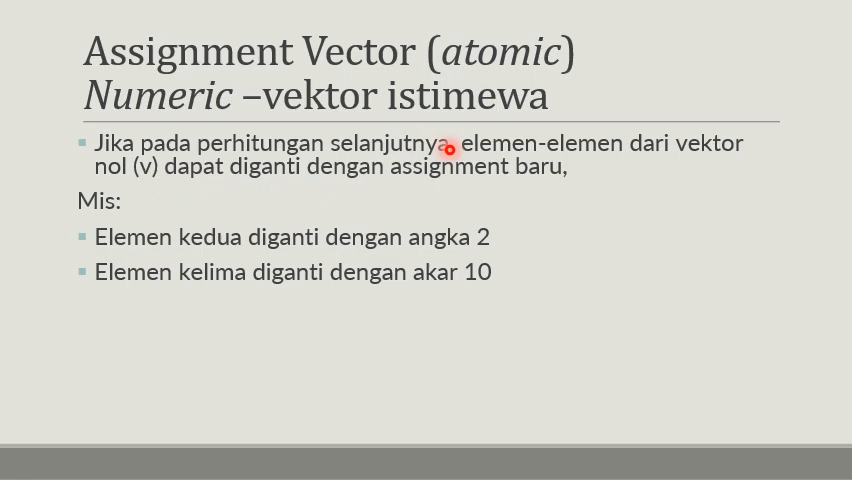 Assignment Vector (atomic)
Numeric –vektor istimewa
Jika pada perhitungan selanjutnya, elemen-elemen dari vektor
nol (v) dapat diganti dengan assignment baru,
Mis:
Elemen kedua diganti dengan angka 2
Elemen kelima diganti dengan akar 10